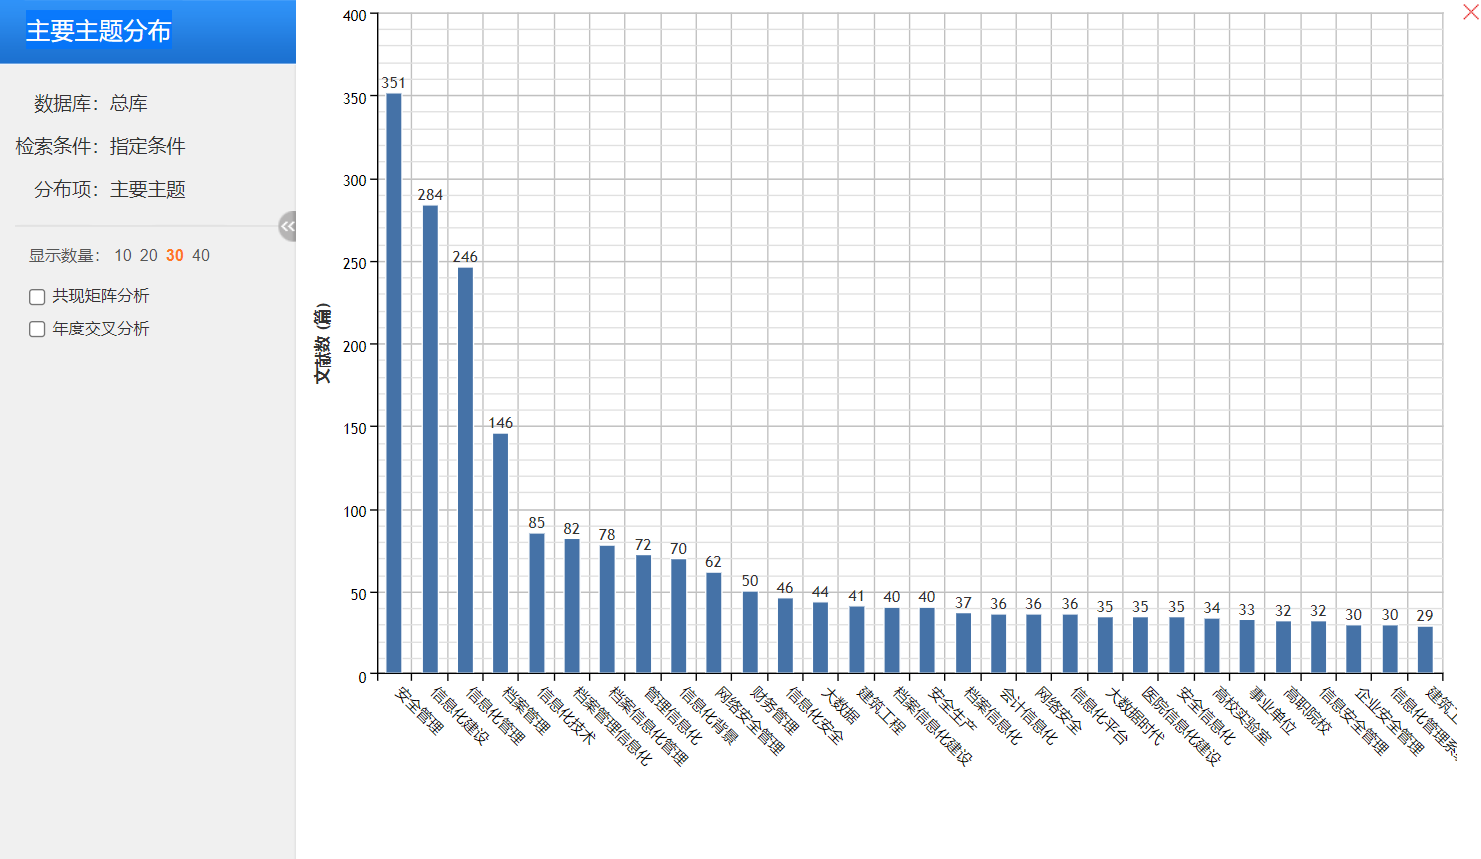 主要主题分布
数据库：总库
检索条件：指定条件
分布项：主要主题
显示数量： 10 20 30 40
共现矩阵分析
年度交叉分析
文献数 (篇)
400
350
300
250
200
150
100
50
0
351
284
246
146
85
82
78
72
70
62
50
46
44
41
40
40
37
36
36
36
35
35
35
34
33
32
32
30
30
29
安全管理
信息化建设
信息化管理
档案管理
信息化技术
档案管理信息化
档案信息化管理
管理信息化
信息化背景
网络安全管理
财务管理
信息化安全
大数据
建筑工程
档案信息化建设
安全生产
档案信息化
会计信息化
网络安全
信息化平台
大数据时代
医院信息化建设
安全信息化
高校实验室
事业单位
高职院校
信息安全管理
企业安全管理
信息化管理系
建筑工